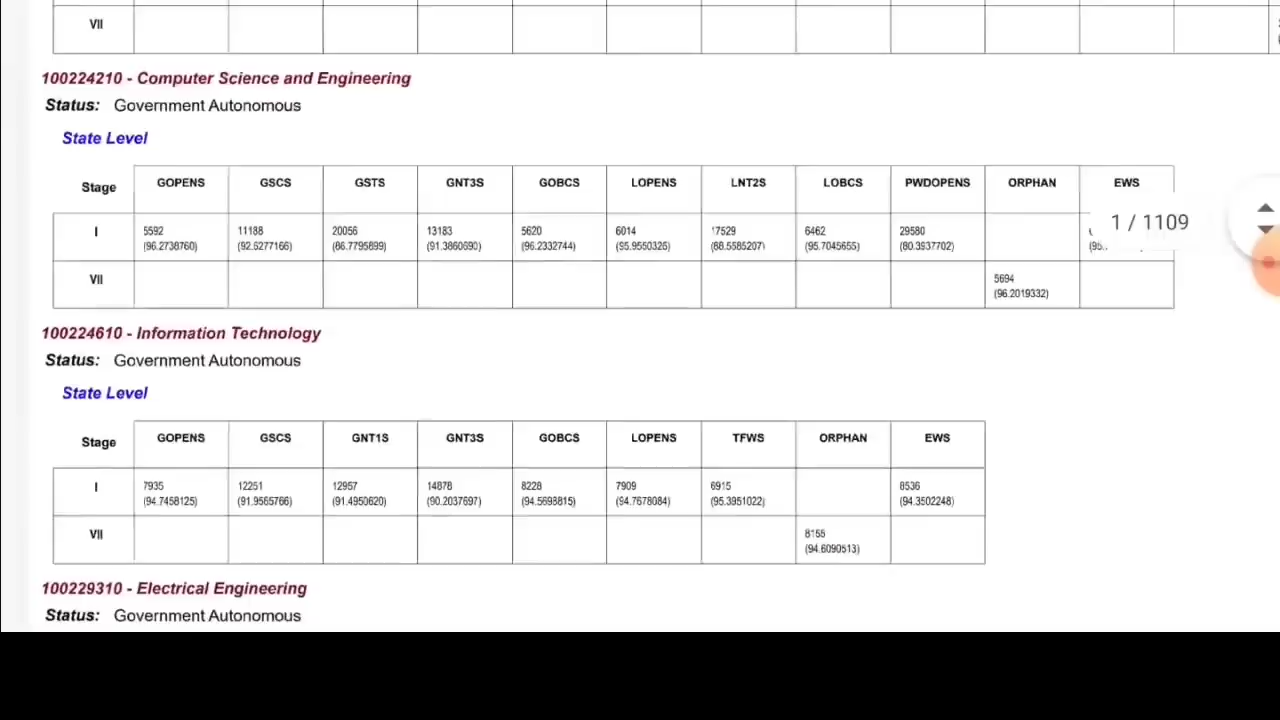 VII
100224210 - Computer Science and Engineering
Status: Government Autonomous
State Level
Stage GOPENS GSCS GSTS GNT3S GOBCS LOPENS LNT2S LOBCS PWDOPENS ORPHAN EWS
I 5592 11188 20056 13183 5620 6014 17529 6462 29580
(96.2738760) (92.6277166) (86.7795899) (91.3860690) (96.2332744) (95.9550326) (88.5585207) (95.7045655) (80.3937702)
1 / 1109
VII 5694
(96.2019332)
100224610 - Information Technology
Status: Government Autonomous
State Level
Stage GOPENS GSCS GNT1S GNT3S GOBCS LOPENS TFWS ORPHAN EWS
I 7935 12251 12957 14878 8228 7909 6915 8536
(94.7458125) (91.9565766) (91.4950620) (90.2037697) (94.5698815) (94.7678084) (95.3951022) (94.3502248)
VII 8155
(94.6090513)
100229310 - Electrical Engineering
Status: Government Autonomous